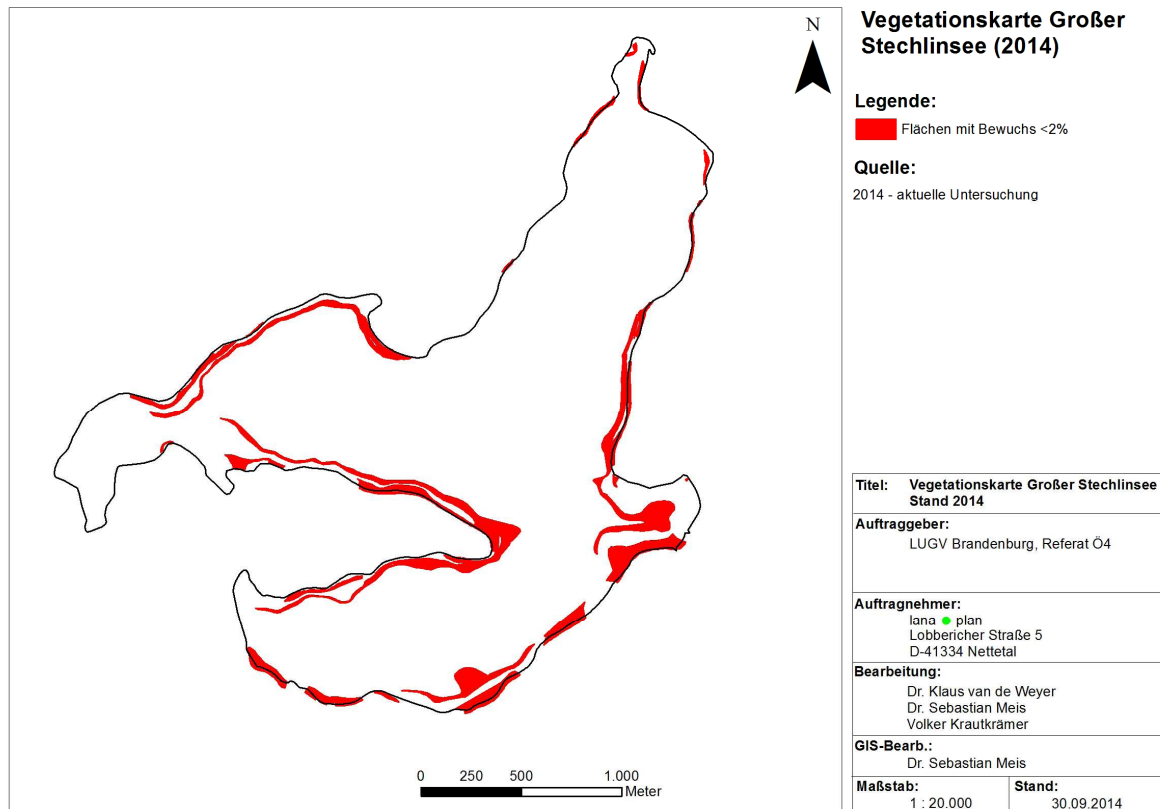 N
0 250 500 1.000
Meter
Vegetationskarte Großer
Stechlinsee (2014)
Legende:
Flächen mit Bewuchs <2%
Quelle:
2014 - aktuelle Untersuchung
Titel: Vegetationskarte Großer Stechlinsee
Stand 2014
Auftraggeber:
LUGV Brandenburg, Referat Ö4
Auftragnehmer:
lana plan
Lobbericher Straße 5
D-41334 Nettetal
Bearbeitung:
Dr. Klaus van de Weyer
Dr. Sebastian Meis
Volker Krautkrämer
GIS-Bearb.:
Dr. Sebastian Meis
Maßstab: Stand:
1 : 20.000 30.09.2014